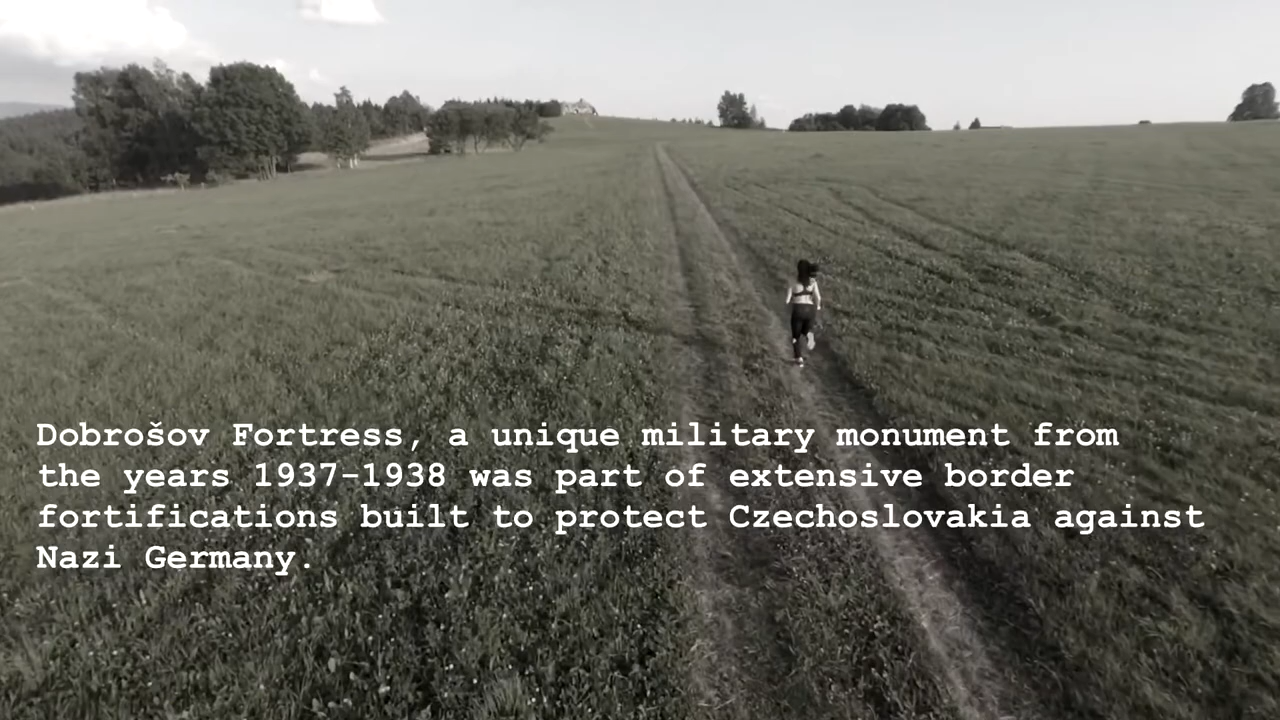 Dobrošov Fortress, a unique military monument from
the years 1937-1938 was part of extensive border
fortifications built to protect Czechoslovakia against
Nazi Germany.